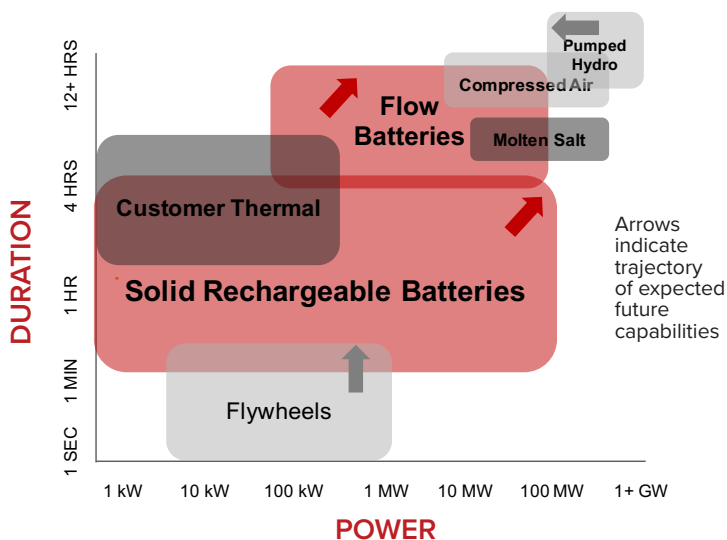 Pumped
Hydro
Compressed Air
Flow
Batteries
Molten Salt
Customer Thermal
Solid Rechargeable Batteries
Flywheels
Arrows
indicate
trajectory
of expected
future
capabilities
DURATION
12+ HRS
4 HRS
1 HR
1 MIN
1 SEC
1 kW 10 kW 100 kW 1 MW 10 MW 100 MW 1+ GW
POWER